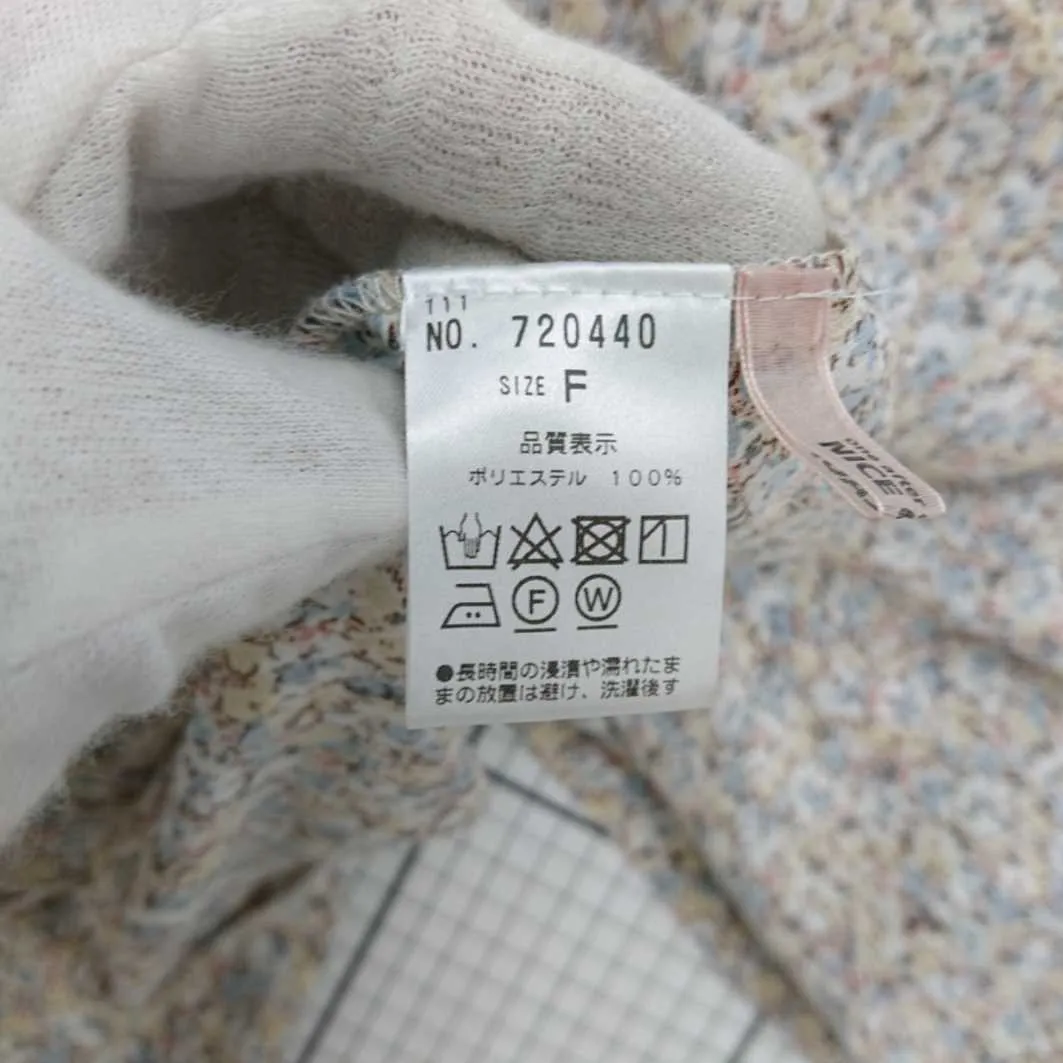 111
NO. 720440
SIZE F
品質表示
ポリエステル 100%
F W
●長時間の浸漬や濡れたま
まの放置は避け、洗濯後す
one after
NICE